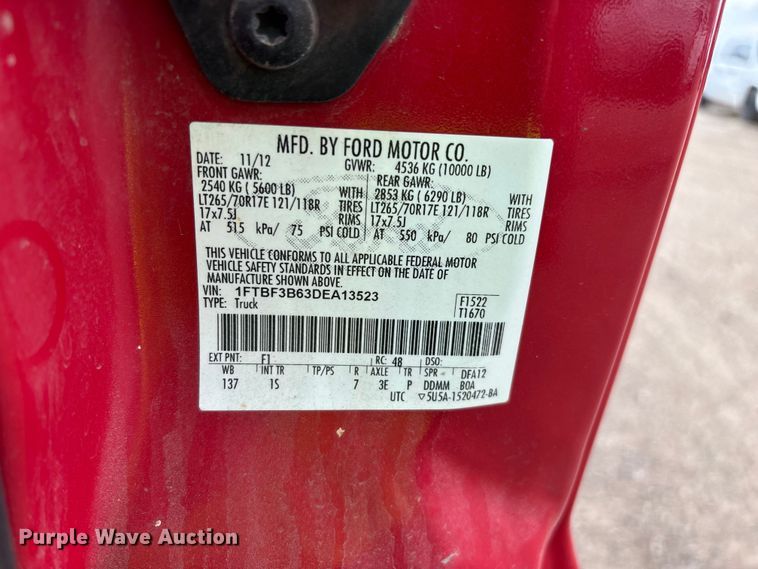 MFD. BY FORD MOTOR CO.
DATE: 11/12 GVWR: 4536 KG (10000 LB)
FRONT GAWR: REAR GAWR:
2540 KG ( 5600 LB) WITH 2853 KG ( 6290 LB) WITH
LT265/70R17E 121/118R TIRES LT265/70R17E 121/118R TIRES
17x7.5J RIMS 17x7.5J RIMS
AT 515 kPa/ 75 PSI COLD AT 550 kPa/ 80 PSI COLD
THIS VEHICLE CONFORMS TO ALL APPLICABLE FEDERAL MOTOR
VEHICLE SAFETY STANDARDS IN EFFECT ON THE DATE OF
MANUFACTURE SHOWN ABOVE.
VIN: 1FTBF3B63DEA13523 F1522
TYPE: Truck T1670
EXT PNT: F1 RC: 48 DSO:
WB INT TR TP/PS R AXLE TR SPR DFA12
137 1S 7 3E P DDMM BOA
UTC ▽5U5A-1520472-BA
Purple Wave Auction